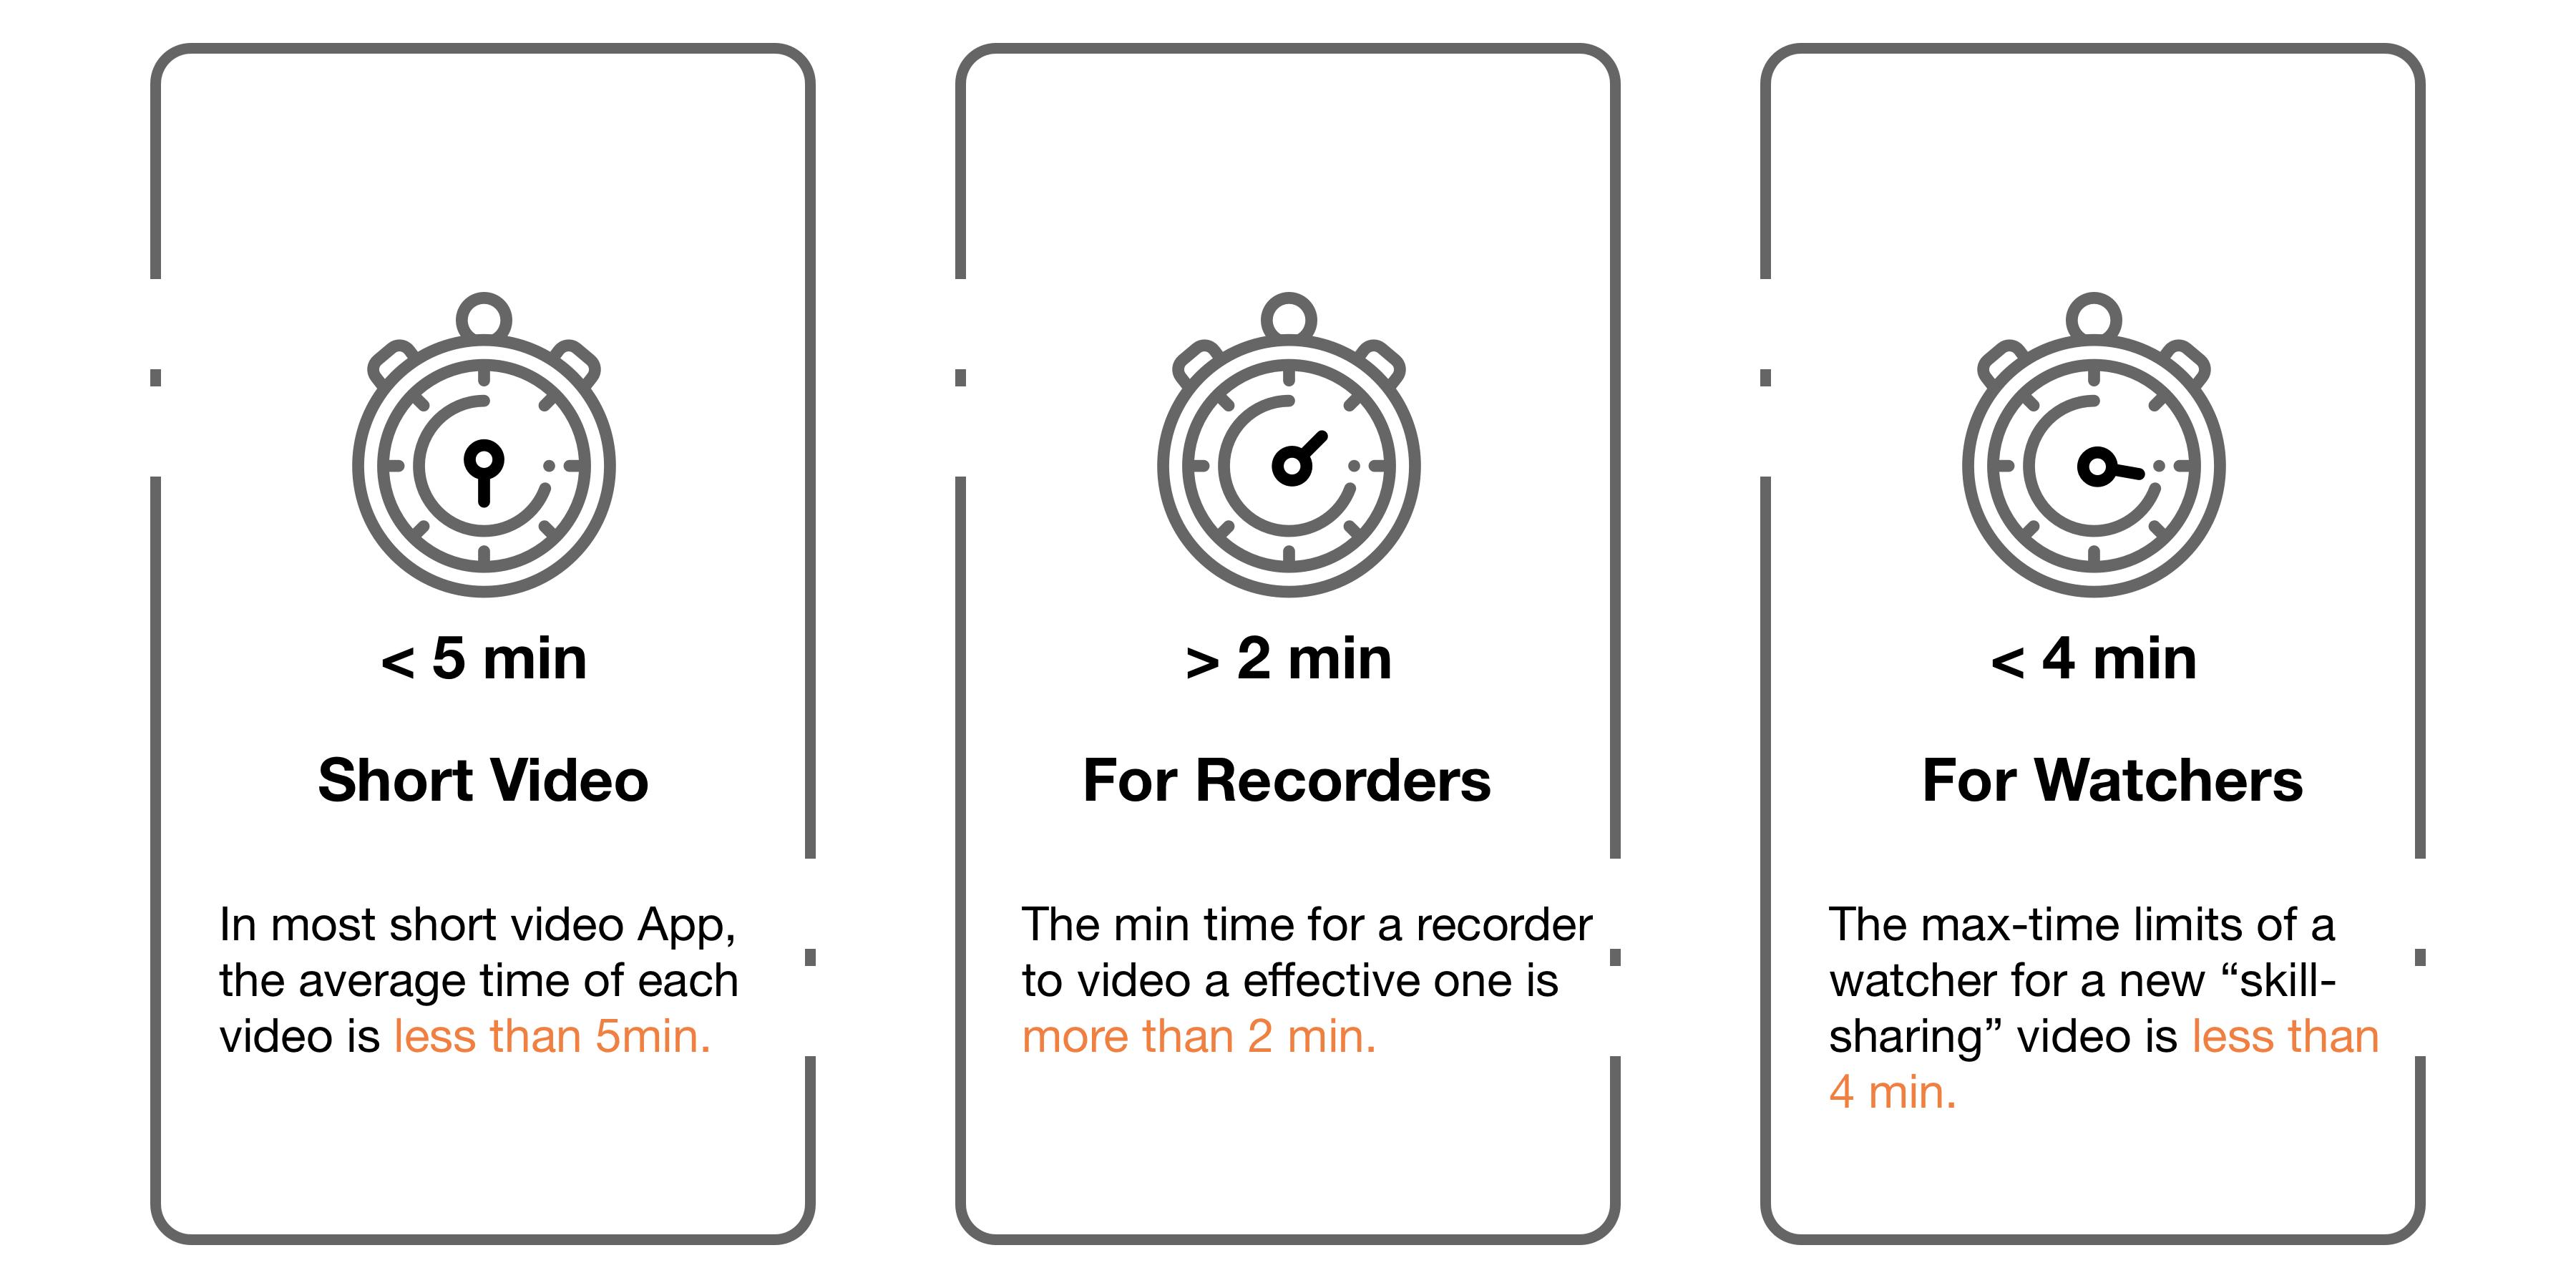 < 5 min
Short Video
In most short video App,
the average time of each
video is less than 5min.
> 2 min
For Recorders
The min time for a recorder
to video a effective one is
more than 2 min.
< 4 min
For Watchers
The max-time limits of a
watcher for a new “skill-
sharing” video is less than
4 min.